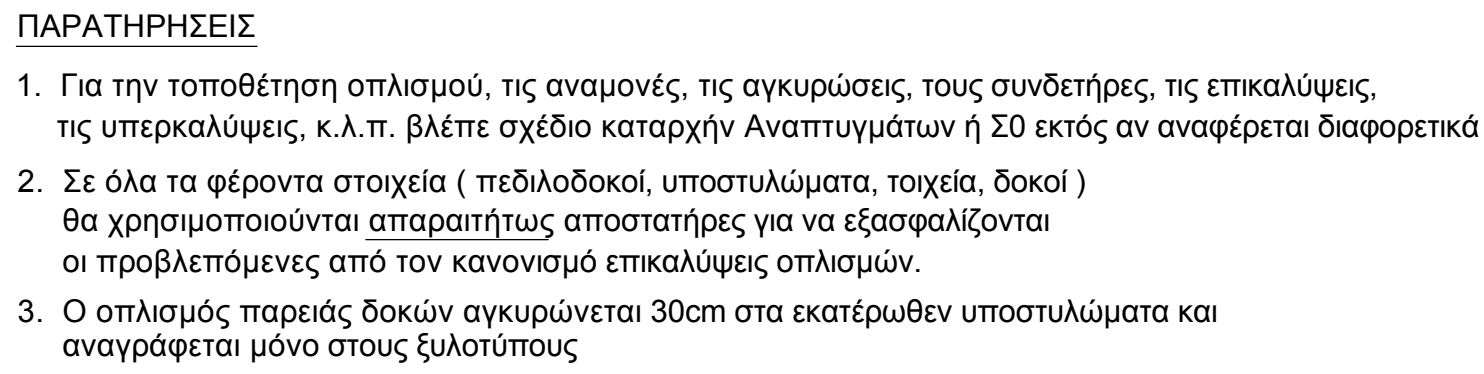 ΠΑΡΑΤΗΡΗΣΕΙΣ
1. Για την τοποθέτηση οπλισμού, τις αναμονές, τις αγκυρώσεις, τους συνδετήρες, τις επικαλύψεις,
τις υπερκαλύψεις, κ.λ.π. βλέπε σχέδιο καταρχήν Αναπτυγμάτων ή Σ0 εκτός αν αναφέρεται διαφορετικά
2. Σε όλα τα φέροντα στοιχεία ( πεδιλοδοκοί, υποστυλώματα, τοιχεία, δοκοί )
θα χρησιμοποιούνται απαραιτήτως αποστατήρες για να εξασφαλίζονται
οι προβλεπόμενες από τον κανονισμό επικαλύψεις οπλισμών.
3. Ο οπλισμός παρειάς δοκών αγκυρώνεται 30cm στα εκατέρωθεν υποστυλώματα και
αναγράφεται μόνο στους ξυλοτύπους